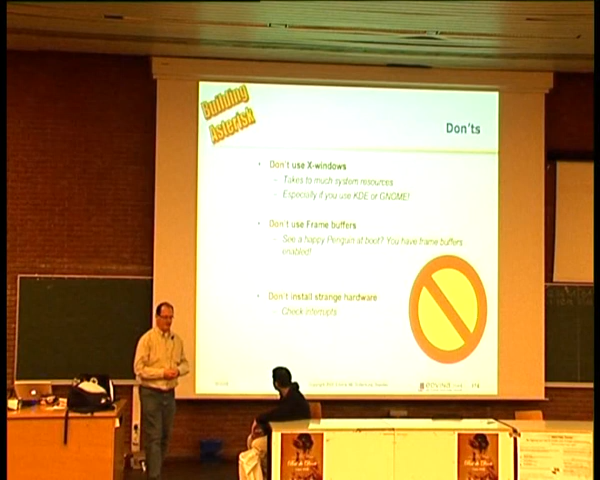 Building
Asterisk
Don'ts
• Don't use X-windows
– Takes to much system resources
– Especially if you use KDE or GNOME!
• Don't use Frame buffers
– See a happy Penguin at boot? You have frame buffers
enabled!
• Don't install strange hardware
Check interrupts